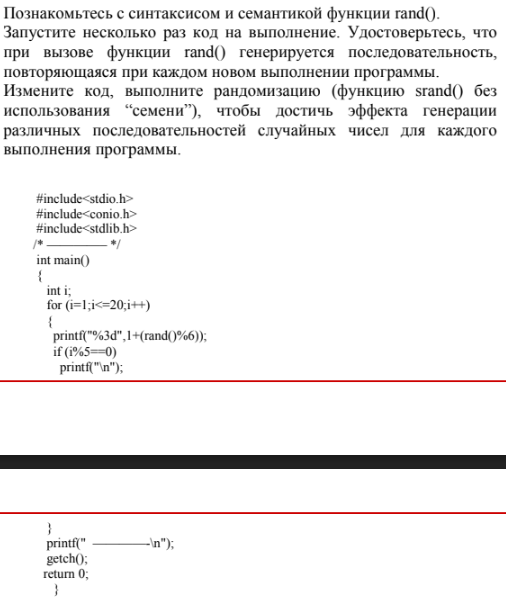 Познакомьтесь с синтаксисом и семантикой функции rand().
Запустите несколько раз код на выполнение. Удостоверьтесь, что
при вызове функции rand() генерируется последовательность,
повторяющаяся при каждом новом выполнении программы.
Измените код, выполните рандомизацию (функцию srand() без
использования “семени”), чтобы достичь эффекта генерации
различных последовательностей случайных чисел для каждого
выполнения программы.
#include<stdio.h>
#include<conio.h>
#include<stdlib.h>
/* ————— */
int main()
{
int i;
for (i=1;i<=20;i++)
{
printf("%3d",1+(rand()%6));
if (i%5==0)
printf("\n");
}
printf(" —————-\n");
getch();
return 0;
}